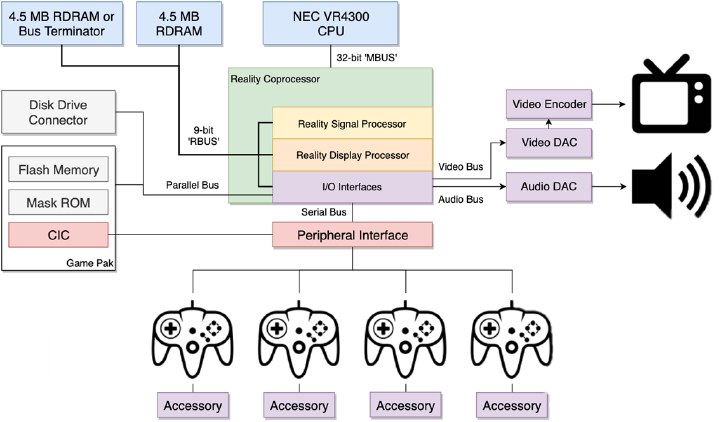 4.5 MB RDRAM or
Bus Terminator
4.5 MB
RDRAM
NEC VR4300
CPU
32-bit 'MBUS'
Reality Coprocessor
Disk Drive
Connector
9-bit
'RBUS'
Reality Signal Processor
Reality Display Processor
I/O Interfaces
Video Encoder
Video DAC
Video Bus
Audio DAC
Audio Bus
Flash Memory
Mask ROM
CIC
Game Pak
Parallel Bus
Serial Bus
Peripheral Interface
Accessory
Accessory
Accessory
Accessory